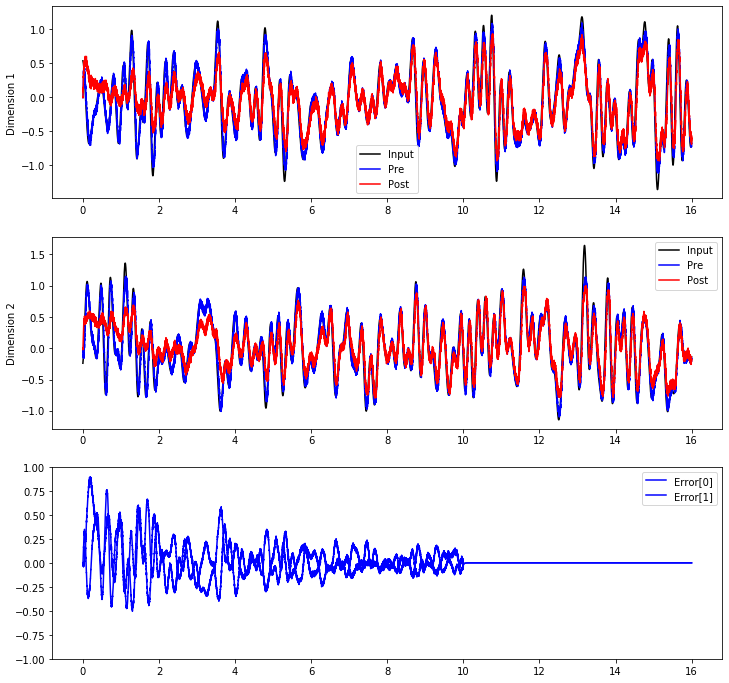 Dimension 1
1.0
0.5
0.0
−0.5
−1.0
Input
Pre
Post
0 2 4 6 8 10 12 14 16
Dimension 2
1.5
1.0
0.5
0.0
−0.5
−1.0
Input
Pre
Post
0 2 4 6 8 10 12 14 16
1.00
0.75
0.50
0.25
0.00
−0.25
−0.50
−0.75
−1.00
Error[0]
Error[1]
0 2 4 6 8 10 12 14 16